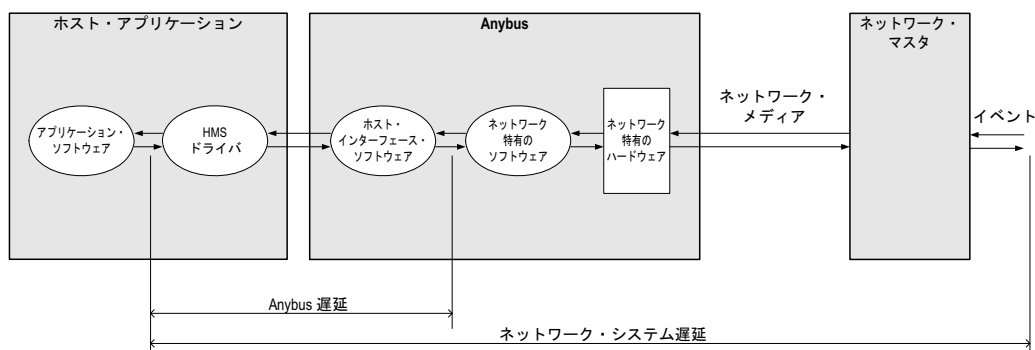 ホスト・アプリケーション
Anybus
ネットワーク・
マスタ
アプリケーション・
ソフトウェア
HMS
ドライバ
ホスト・
インターフェース・
ソフトウェア
ネットワーク
特有の
ソフトウェア
ネットワーク
特有の
ハードウェア
ネットワーク・
メディア
イベント
Anybus 遅延
ネットワーク・システム遅延